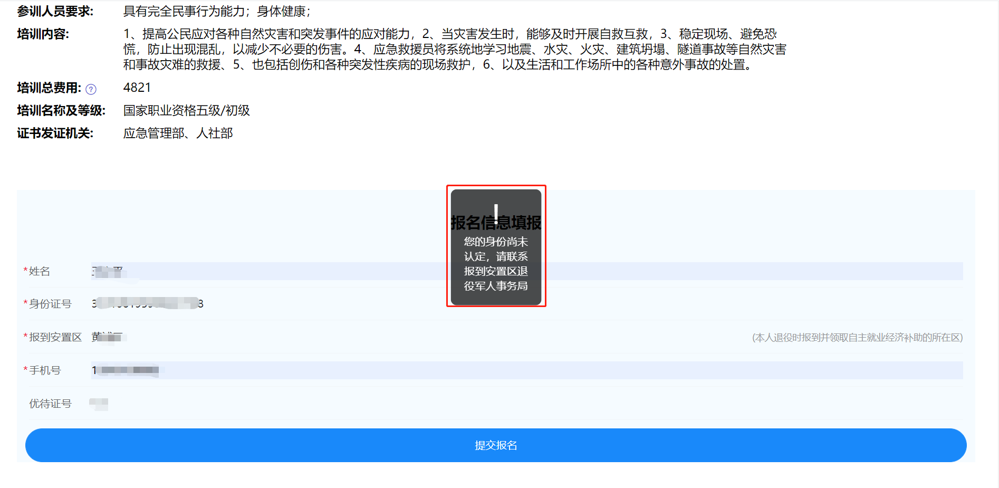 参训人员要求: 具有完全民事行为能力；身体健康；
培训内容: 1、提高公民应对各种自然灾害和突发事件的应对能力，2、当灾害发生时，能够及时开展自救互救，3、稳定现场、避免恐
慌，防止出现混乱，以减少不必要的伤害。4、应急救援员将系统地学习地震、水灾、火灾、建筑坍塌、隧道事故等自然灾害
和事故灾难的救援、5、也包括创伤和各种突发性疾病的现场救护，6、以及生活和工作场所中的各种意外事故的处置。
培训总费用: ? 4821
培训名称及等级: 国家职业资格五级/初级
证书发证机关: 应急管理部、人社部
!
报名信息填报
您的身份尚未
认定，请联系
报到安置区退
役军人事务局
*姓名
*身份证号 3 8
*报到安置区 黄 (本人退役时报到并领取自主就业经济补助的所在区)
*手机号 1
优待证号
提交报名